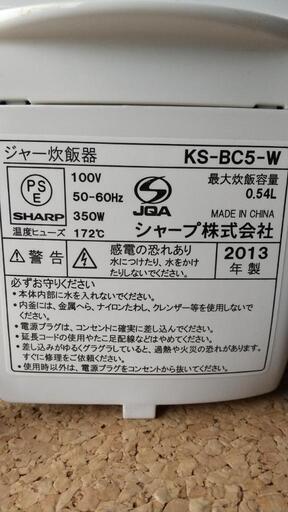 ジャー炊飯器 KS-BC5-W
PS
E
SHARP
100V
50-60Hz
350W
温度ヒューズ 172℃
JQA
最大炊飯容量
0.54L
MADE IN CHINA
シャープ株式会社
警告
感電の恐れあり
水につけたり、水をかけ
たりしないでください。
2013
年製
必ずお守りください
•本体内部に水を入れないでください。
•内釜には、金属へら、ナイロンたわし、クレンザー等を使用しない
でください。
•電源プラグは、コンセントに確実に差し込んでください。
•延長コードの使用やたこ足配線などはやめてください。
•差し込みがゆるくグラグラしていると、過熱や火災の恐れがあります。
すぐに修理をご依頼ください。
•使用時以外は、電源プラグをコンセントから抜いてください。